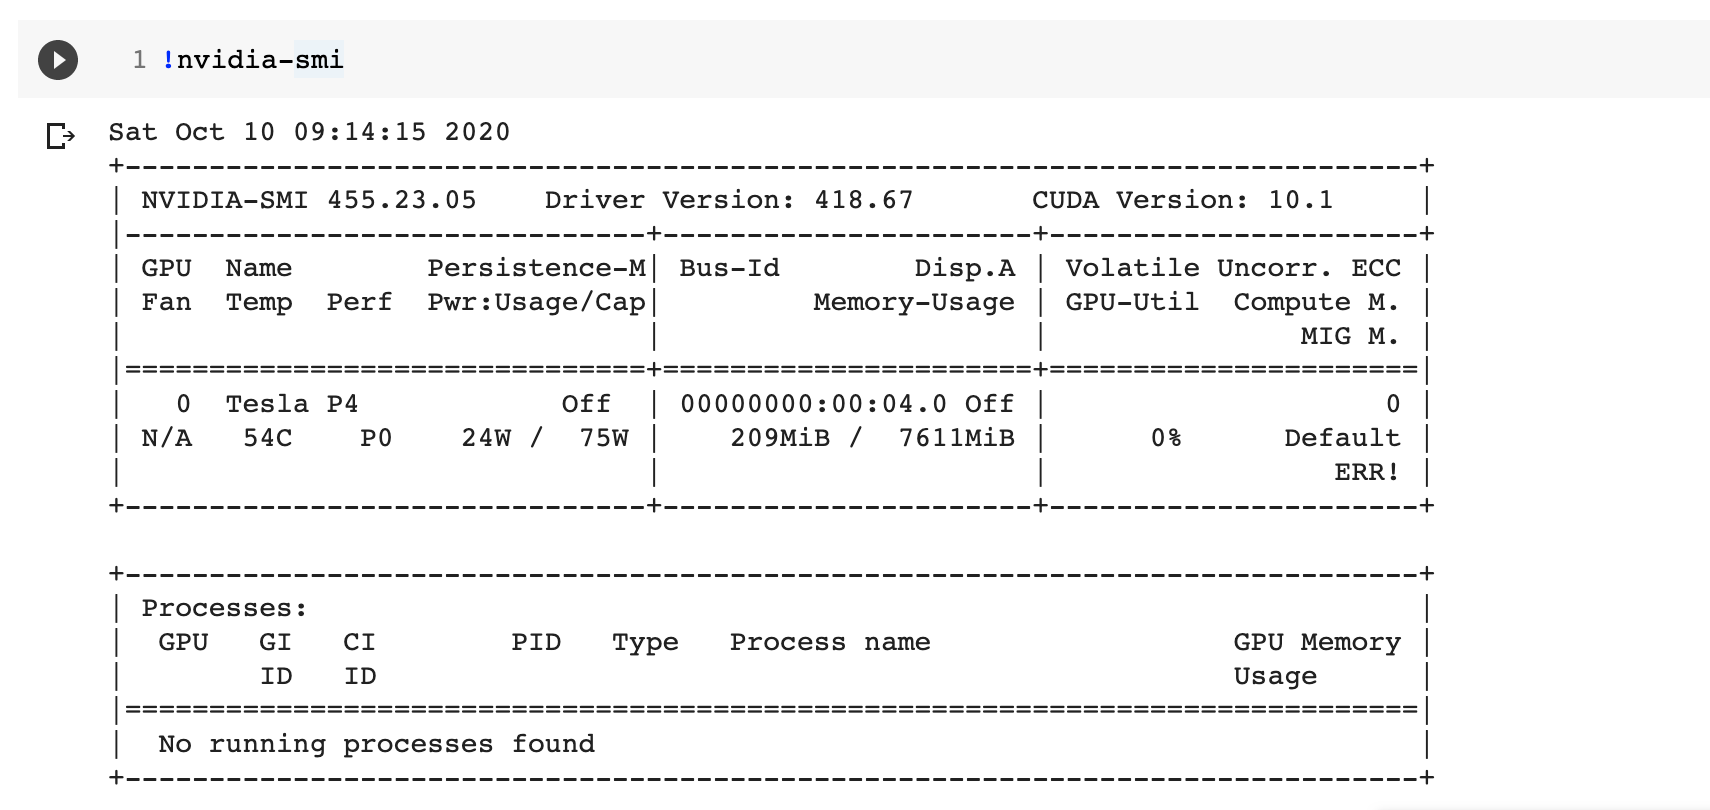 1 !nvidia-smi
Sat Oct 10 09:14:15 2020
+-----------------------------------------------------------------------------+
| NVIDIA-SMI 455.23.05    Driver Version: 418.67       CUDA Version: 10.1     |
|-------------------------------+----------------------+----------------------+
| GPU  Name        Persistence-M| Bus-Id        Disp.A | Volatile Uncorr. ECC |
| Fan  Temp  Perf  Pwr:Usage/Cap|         Memory-Usage | GPU-Util  Compute M. |
|                               |                      |               MIG M. |
|===============================+======================+======================|
|   0  Tesla P4            Off  | 00000000:00:04.0 Off |                    0 |
| N/A   54C    P0    24W /  75W |    209MiB /  7611MiB |      0%      Default |
|                               |                      |                 ERR! |
+-------------------------------+----------------------+----------------------+
+-----------------------------------------------------------------------------+
| Processes:                                                                  |
|  GPU   GI   CI        PID   Type   Process name                  GPU Memory |
|        ID   ID                                                   Usage      |
|=============================================================================|
|  No running processes found                                                 |
+-----------------------------------------------------------------------------+